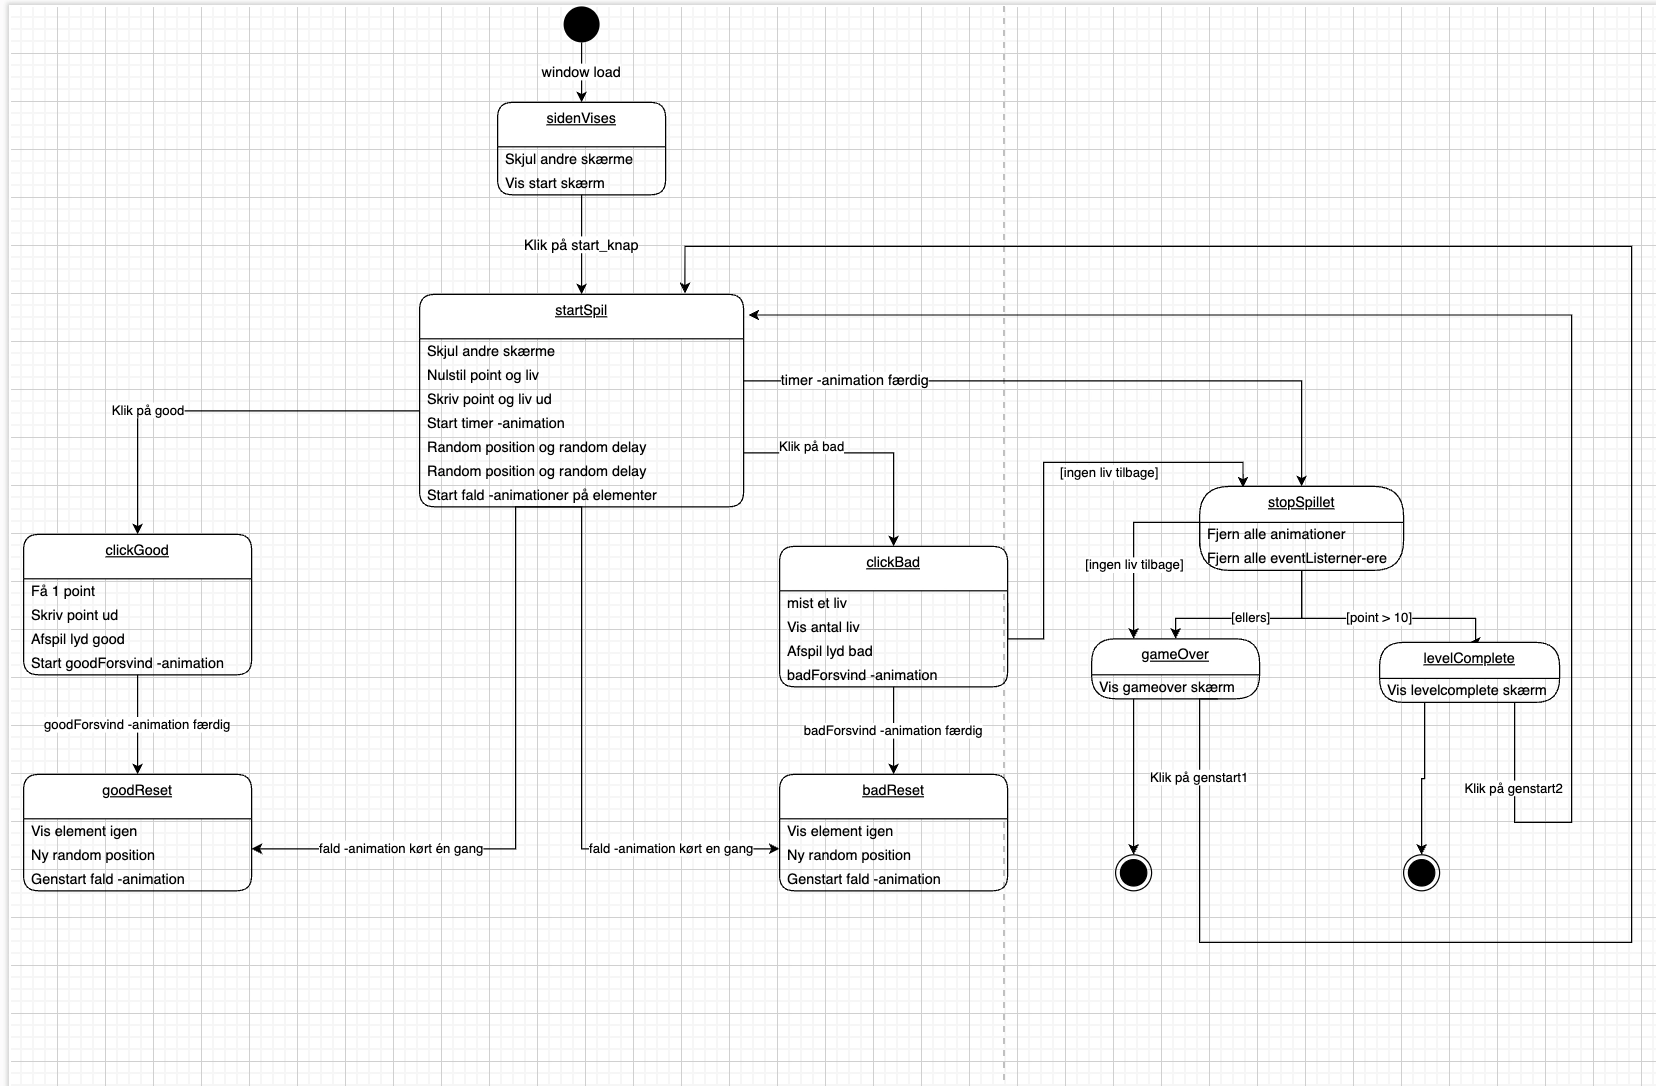 window load
sidenVises
Skjul andre skærme
Vis start skærm
Klik på start_knap
startSpil
Skjul andre skærme
Nulstil point og liv
Skriv point og liv ud
Start timer -animation
Random position og random delay
Random position og random delay
Start fald -animationer på elementer
timer -animation færdig
Klik på good
Klik på bad
[ingen liv tilbage]
stopSpillet
Fjern alle animationer
Fjern alle eventListerner-ere
clickGood
Få 1 point
Skriv point ud
Afspil lyd good
Start goodForsvind -animation
clickBad
mist et liv
Vis antal liv
Afspil lyd bad
badForsvind -animation
[ingen liv tilbage]
[ellers]
[point > 10]
gameOver
Vis gameover skærm
levelComplete
Vis levelcomplete skærm
goodForsvind -animation færdig
badForsvind -animation færdig
Klik på genstart1
Klik på genstart2
goodReset
Vis element igen
Ny random position
Genstart fald -animation
fald -animation kørt én gang
fald -animation kørt en gang
badReset
Vis element igen
Ny random position
Genstart fald -animation